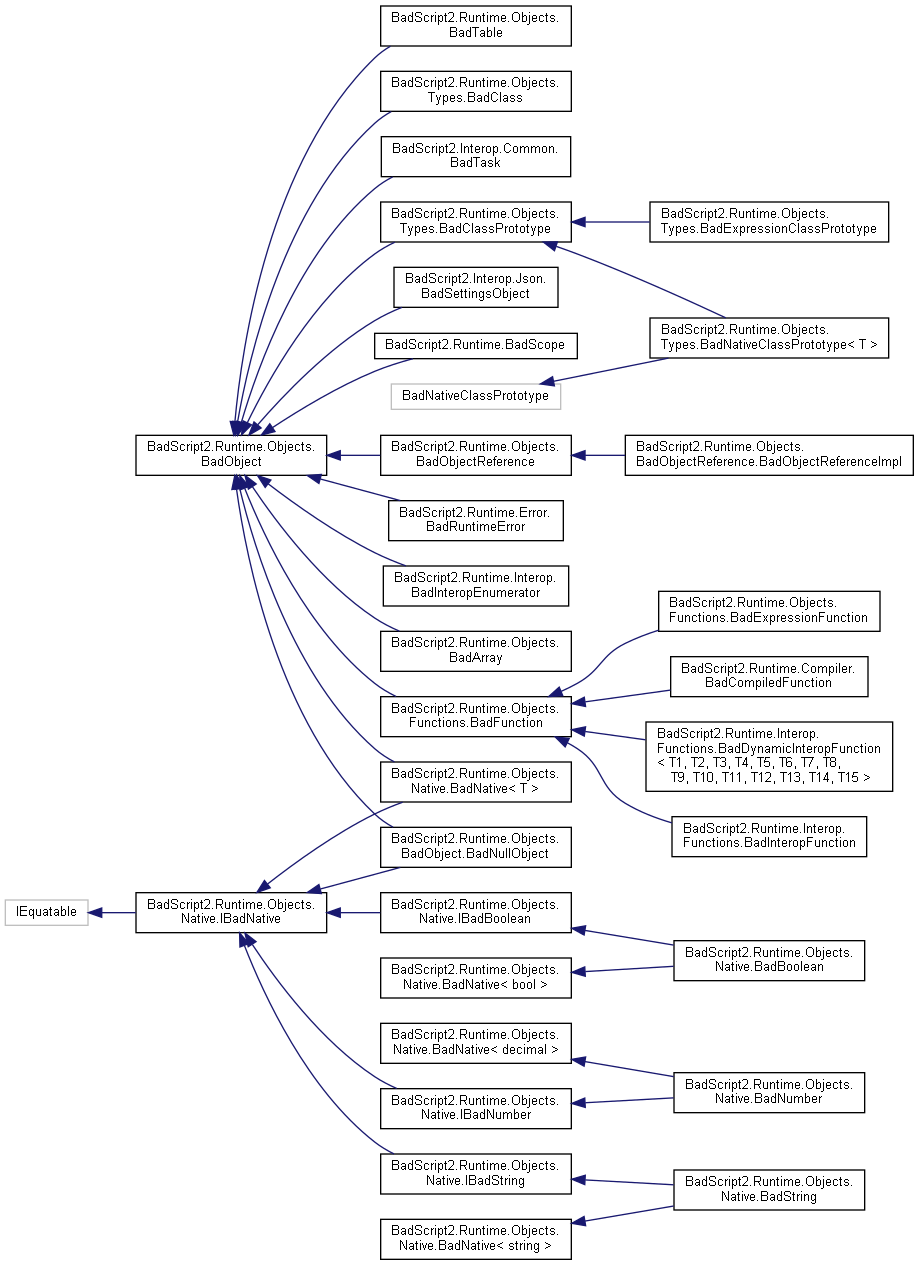 BadScript2.Runtime.Objects.
BadTable
BadScript2.Runtime.Objects.
Types.BadClass
BadScript2.Interop.Common.
BadTask
BadScript2.Runtime.Objects.
Types.BadClassPrototype
BadScript2.Runtime.Objects.
Types.BadExpressionClassPrototype
BadScript2.Interop.Json.
BadSettingsObject
BadScript2.Runtime.Objects.
Types.BadNativeClassPrototype< T >
BadScript2.Runtime.BadScope
BadNativeClassPrototype
BadScript2.Runtime.Objects.
BadObject
BadScript2.Runtime.Objects.
BadObjectReference
BadScript2.Runtime.Objects.
BadObjectReference.BadObjectReferenceImpl
BadScript2.Runtime.Error.
BadRuntimeError
BadScript2.Runtime.Interop.
BadInteropEnumerator
BadScript2.Runtime.Objects.
Functions.BadExpressionFunction
BadScript2.Runtime.Objects.
BadArray
BadScript2.Runtime.Compiler.
BadCompiledFunction
BadScript2.Runtime.Objects.
Functions.BadFunction
BadScript2.Runtime.Interop.
Functions.BadDynamicInteropFunction
< T1, T2, T3, T4, T5, T6, T7, T8,
T9, T10, T11, T12, T13, T14, T15 >
BadScript2.Runtime.Objects.
Native.BadNative< T >
BadScript2.Runtime.Interop.
Functions.BadInteropFunction
BadScript2.Runtime.Objects.
BadObject.BadNullObject
IEquatable
BadScript2.Runtime.Objects.
Native.IBadNative
BadScript2.Runtime.Objects.
Native.IBadBoolean
BadScript2.Runtime.Objects.
Native.BadBoolean
BadScript2.Runtime.Objects.
Native.BadNative< bool >
BadScript2.Runtime.Objects.
Native.BadNative< decimal >
BadScript2.Runtime.Objects.
Native.BadNumber
BadScript2.Runtime.Objects.
Native.IBadNumber
BadScript2.Runtime.Objects.
Native.IBadString
BadScript2.Runtime.Objects.
Native.BadString
BadScript2.Runtime.Objects.
Native.BadNative< string >